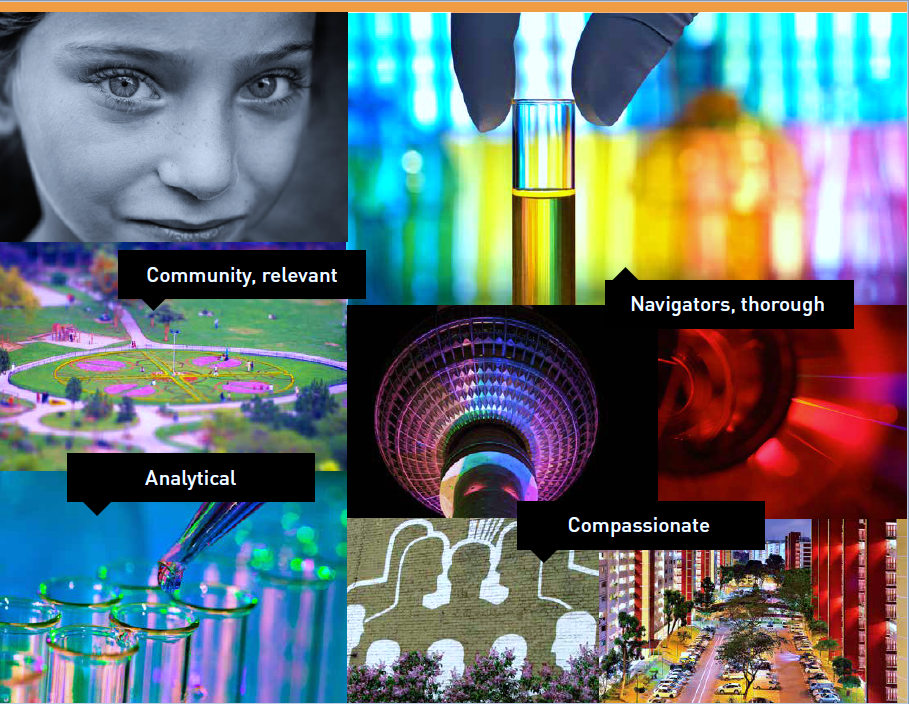 Community, relevant
Navigators, thorough
Analytical
Compassionate